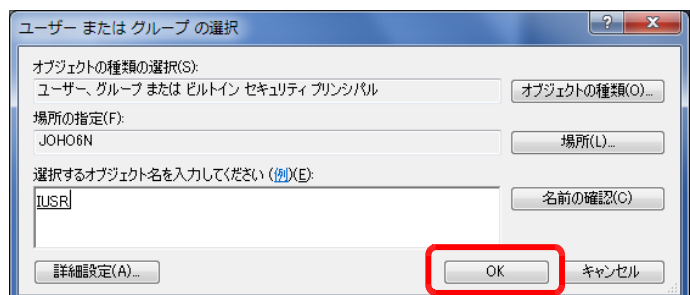 ユーザー または グループ の選択
オブジェクトの種類の選択(S):
ユーザー、グループ または ビルトイン セキュリティ プリンシパル
オブジェクトの種類(O)...
場所の指定(F):
JOHO6N
場所(L)...
選択するオブジェクト名を入力してください (例)(E):
IUSR
名前の確認(C)
詳細設定(A)...
OK
キャンセル